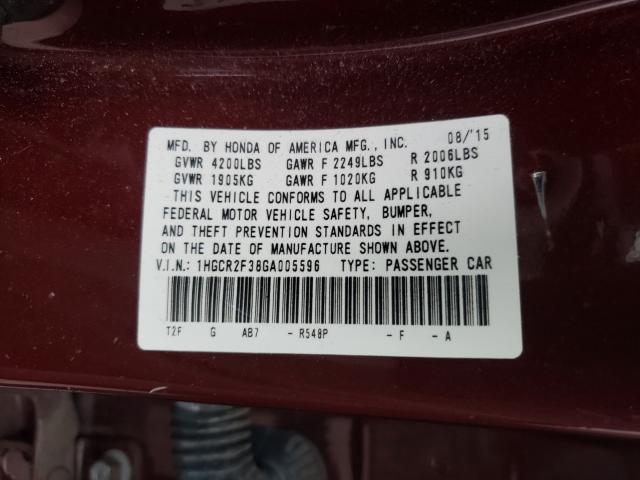 MFD. BY HONDA OF AMERICA MFG., INC. 08/'15
GVWR 4200LBS GAWR F 2249LBS R 2006LBS
GVWR 1905KG GAWR F 1020KG R 910KG
THIS VEHICLE CONFORMS TO ALL APPLICABLE
FEDERAL MOTOR VEHICLE SAFETY, BUMPER,
AND THEFT PREVENTION STANDARDS IN EFFECT
ON THE DATE OF MANUFACTURE SHOWN ABOVE.
V.I.N.: 1HGCR2F38GA005596 TYPE: PASSENGER CAR
T2F G AB7 - R548P - F - A